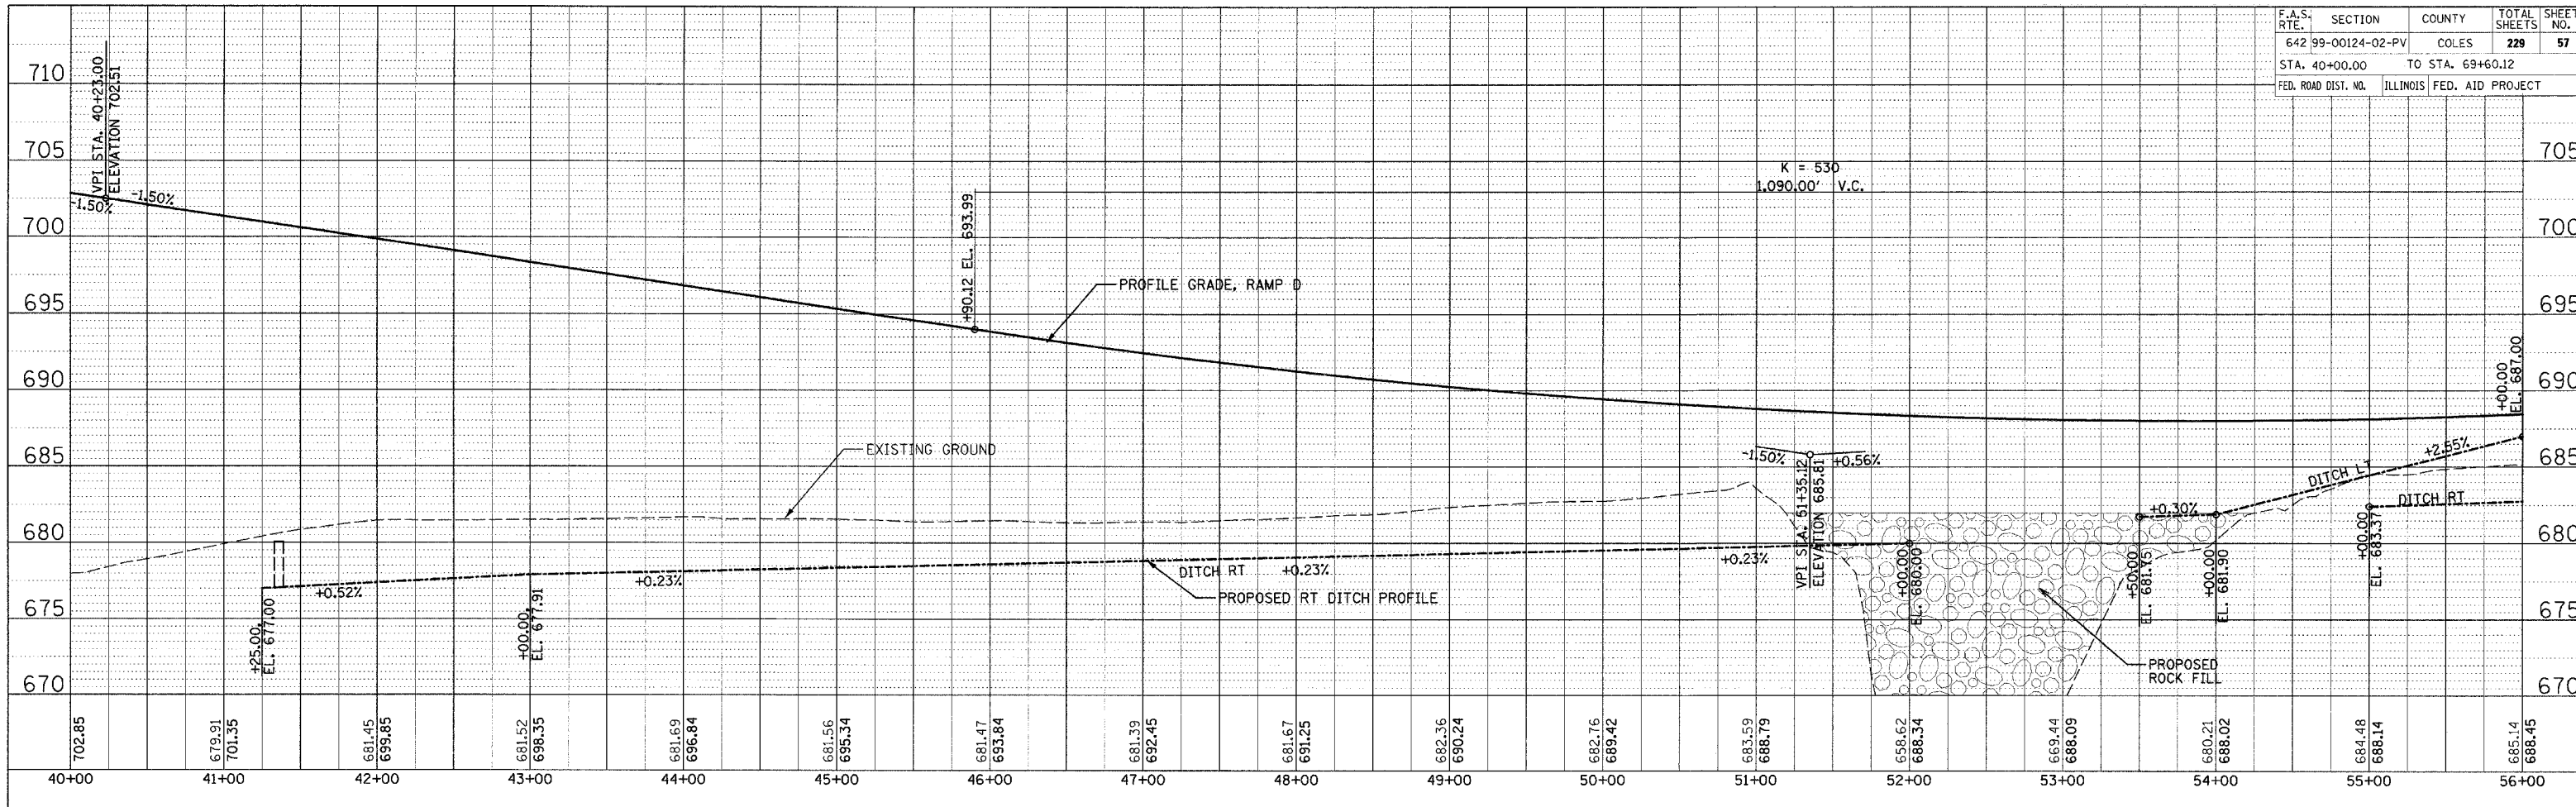 F.A.S. RTE. SECTION COUNTY TOTAL SHEETS SHEET NO.
642 99-00124-02-PV COLES 229 57
STA. 40+00.00 TO STA. 69+60.12
FED. ROAD DIST. NO. ILLINOIS FED. AID PROJECT
710
705
700
695
690
685
680
675
670
705
700
695
690
685
680
675
670
VPI STA. 40+23.00
ELEVATION 702.51
-1.50%
-1.50%
+90.12 EL. 693.99
K = 530
1,090.00' V.C.
PROFILE GRADE, RAMP D
EXISTING GROUND
+00.00
EL. 687.00
-1.50%
+0.56%
VPI STA. 51+35.12
ELEVATION 685.81
+2.55%
DITCH LT
DITCH RT
+0.30%
+0.52%
+0.23%
DITCH RT
+0.23%
+0.23%
PROPOSED RT DITCH PROFILE
+25.00,
EL. 677.00
+00.00,
EL. 677.91
+00.00
EL. 680.00
+50.00
EL. 681.75
+00.00
EL. 681.90
+00.00
EL. 683.37
PROPOSED
ROCK FILL
702.85
679.91
701.35
681.45
699.85
681.52
698.35
681.69
696.84
681.56
695.34
681.47
693.84
681.39
692.45
681.67
691.25
682.36
690.24
682.76
689.42
683.59
688.79
658.62
688.34
669.44
688.09
680.21
688.02
684.48
688.14
685.14
688.45
40+00 41+00 42+00 43+00 44+00 45+00 46+00 47+00 48+00 49+00 50+00 51+00 52+00 53+00 54+00 55+00 56+00